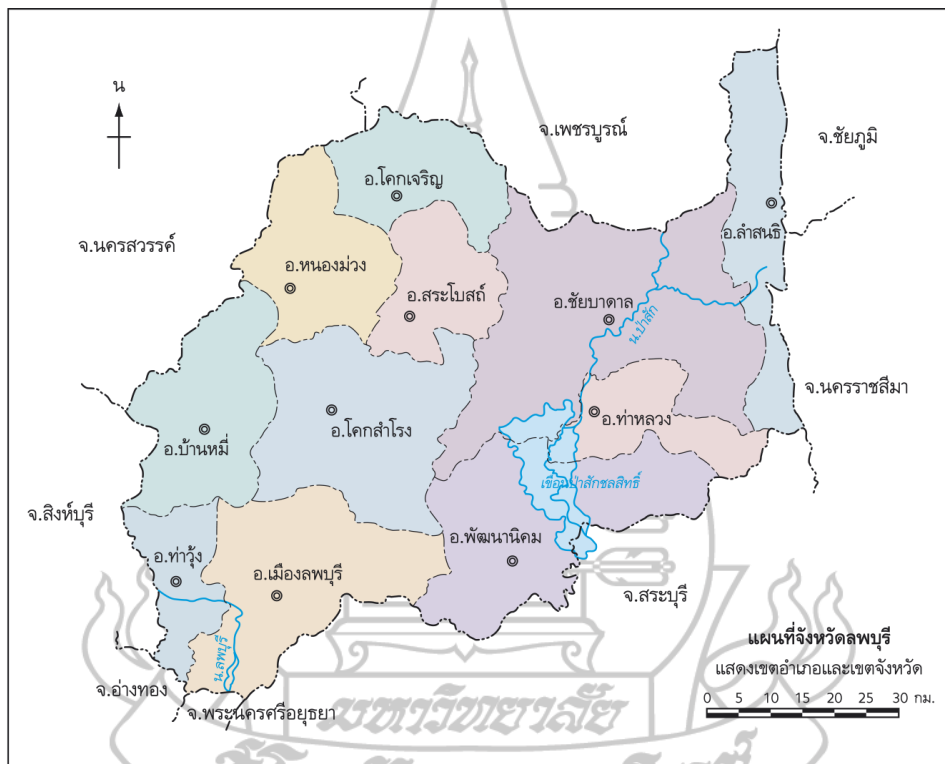 น
จ.เพชรบูรณ์
จ.ชัยภูมิ
อ.โคกเจริญ
จ.นครสวรรค์
อ.ลำสนธิ
อ.หนองม่วง
อ.สระโบสถ์
อ.ชัยบาดาล
น.ป่าสัก
จ.นครราชสีมา
อ.ท่าหลวง
อ.โคกสำโรง
อ.บ้านหมี่
เขื่อนป่าสักชลสิทธิ์
จ.สิงห์บุรี
อ.พัฒนานิคม
อ.ท่าวุ้ง
อ.เมืองลพบุรี
จ.สระบุรี
น.ลพบุรี
แผนที่จังหวัดลพบุรี
แสดงเขตอำเภอและเขตจังหวัด
0 5 10 15 20 25 30 กม.
จ.อ่างทอง
จ.พระนครศรีอยุธยา
มหาวิทยาลัย